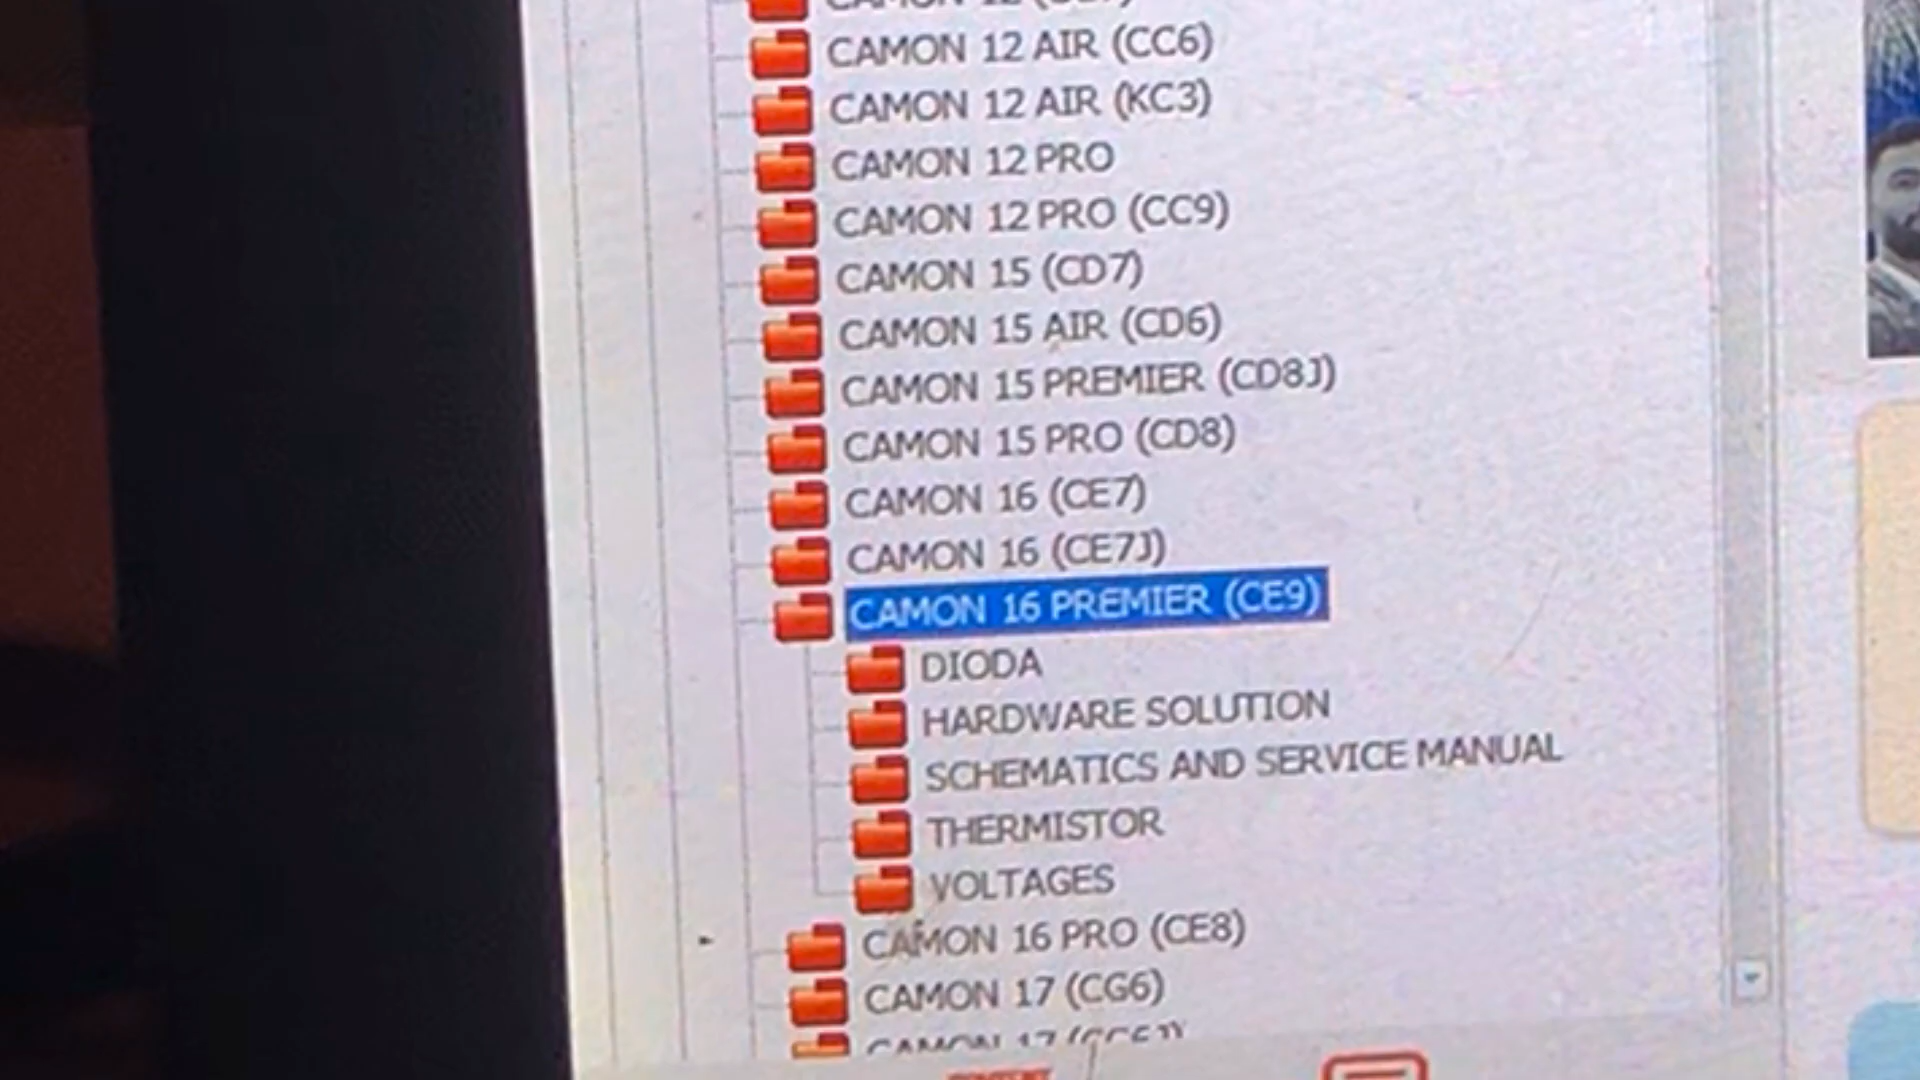 CAMON 12 AIR (CC6)
CAMON 12 AIR (KC3)
CAMON 12 PRO
CAMON 12 PRO (CC9)
CAMON 15 (CD7)
CAMON 15 AIR (CD6)
CAMON 15 PREMIER (CD8J)
CAMON 15 PRO (CD8)
CAMON 16 (CE7)
CAMON 16 (CE7J)
CAMON 16 PREMIER (CE9)
DIODA
HARDWARE SOLUTION
SCHEMATICS AND SERVICE MANUAL
THERMISTOR
VOLTAGES
CAMON 16 PRO (CE8)
CAMON 17 (CG6)
CAMON 17